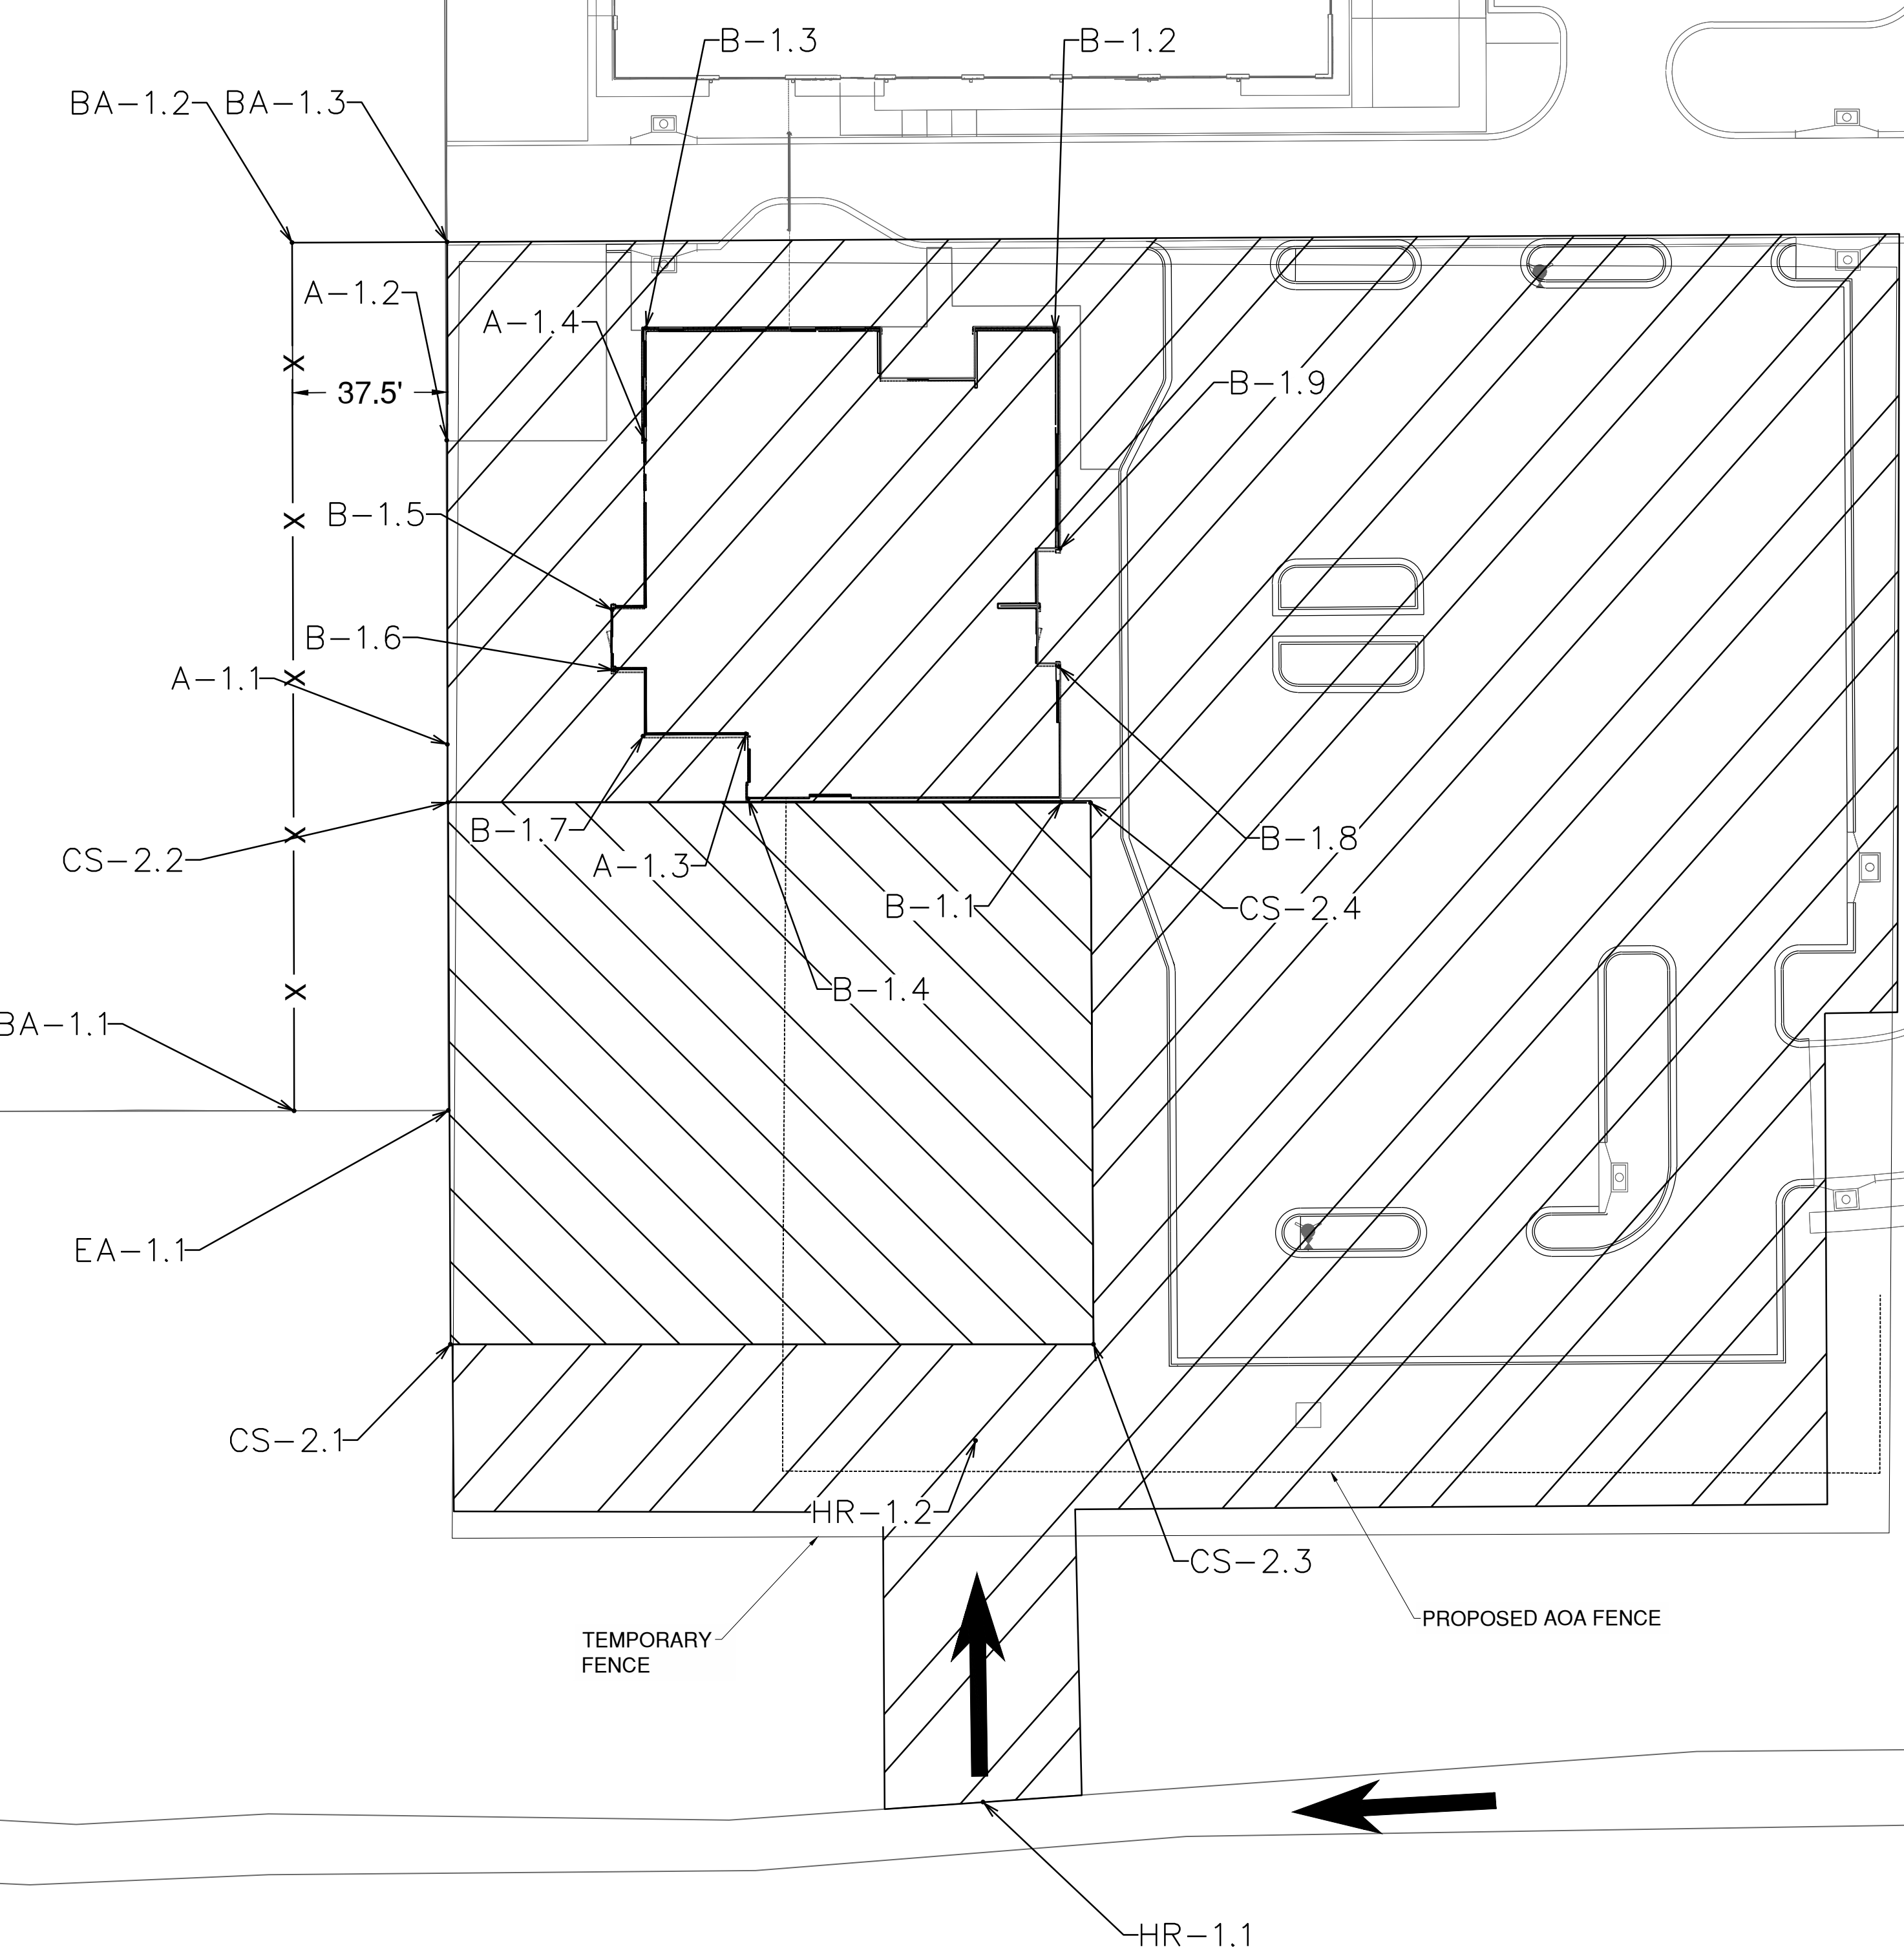 B-1.3
B-1.2
BA-1.2
BA-1.3
A-1.2
A-1.4
X
37.5'
B-1.9
B-1.5
X
B-1.6
A-1.1
X
B-1.7
X
B-1.8
CS-2.2
A-1.3
B-1.1
CS-2.4
B-1.4
X
BA-1.1
EA-1.1
CS-2.1
HR-1.2
CS-2.3
PROPOSED AOA FENCE
TEMPORARY
FENCE
HR-1.1